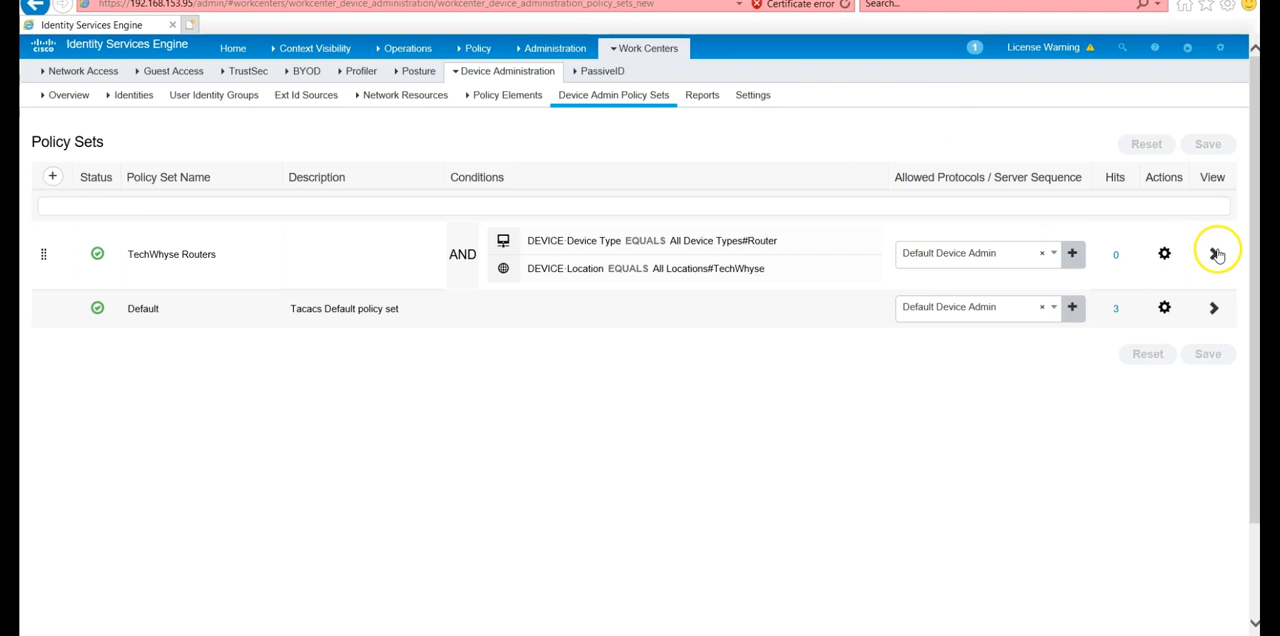 https://192.168.153.95/admin/#workcenters/workcenter_device_administration/workcenter_device_administration_policy_sets_new Certificate error Search...
Identity Services Engine
cisco Identity Services Engine Home Context Visibility Operations Policy Administration Work Centers 1 License Warning
Network Access Guest Access TrustSec BYOD Profiler Posture Device Administration PassiveID
Overview Identities User Identity Groups Ext Id Sources Network Resources Policy Elements Device Admin Policy Sets Reports Settings
Policy Sets Reset Save
+ Status Policy Set Name Description Conditions Allowed Protocols / Server Sequence Hits Actions View
DEVICE·Device Type EQUALS All Device Types#Router
TechWhyse Routers AND Default Device Admin × + 0
DEVICE·Location EQUALS All Locations#TechWhyse
Default Tacacs Default policy set Default Device Admin × + 3
Reset Save